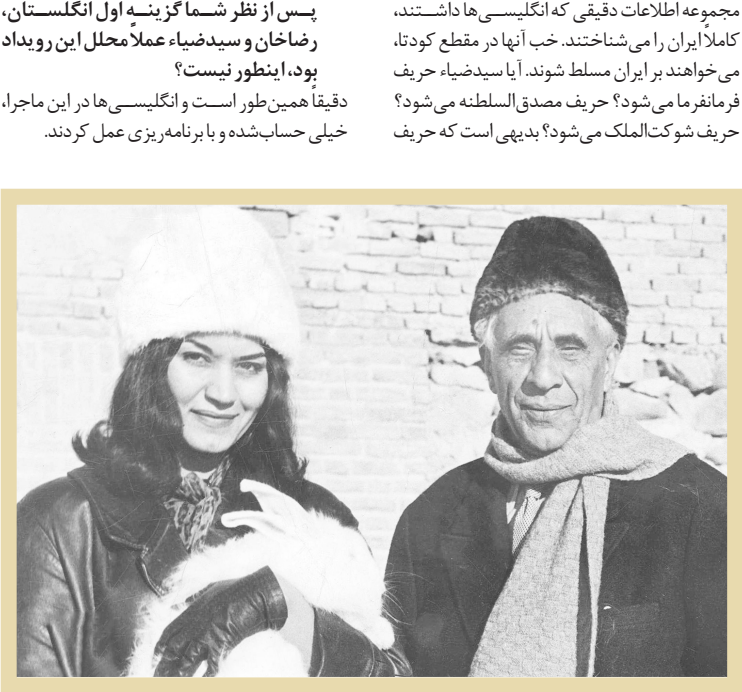 مجموعه اطلاعات دقیقی که انگلیسی‌ها داشتند،
کاملاً ایران را می‌شناختند. خب آنها در مقطع کودتا،
می‌خواهند بر ایران مسلط شوند. آیا سیدضیاء حریف
فرمانفرما می‌شود؟ حریف مصدق‌السلطنه می‌شود؟
حریف شوکت‌الملک می‌شود؟ بدیهی است که حریف
پس از نظر شما گزینه اول انگلستان،
رضاخان و سیدضیاء عملاً محلل این رویداد
بود، اینطور نیست؟
دقیقاً همین‌طور است و انگلیسی‌ها در این ماجرا،
خیلی حساب‌شده و با برنامه‌ریزی عمل کردند.